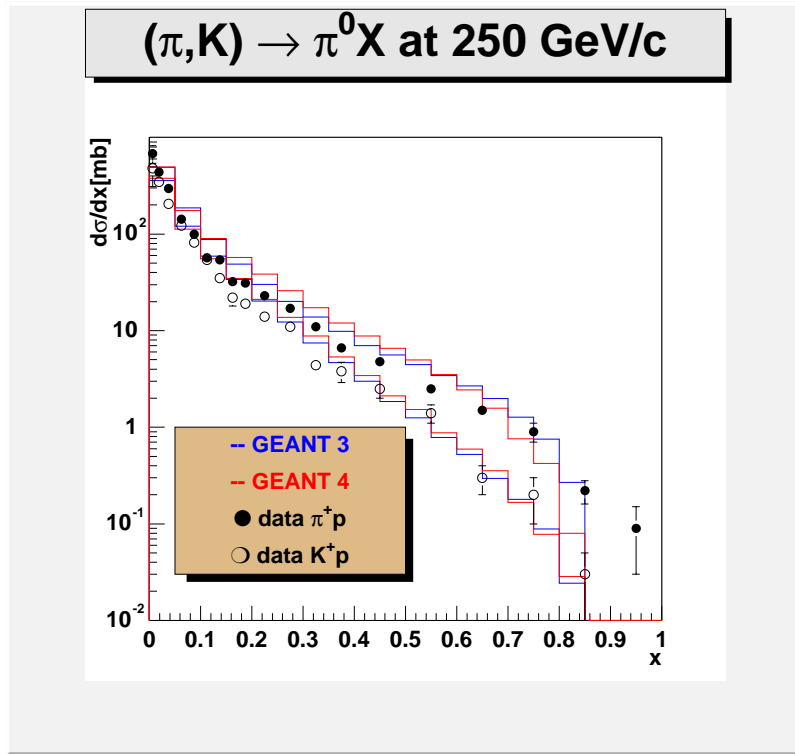 (π,K) → π⁰X at 250 GeV/c
dσ/dx[mb]
10²
10
1
10⁻¹
10⁻²
-- GEANT 3
-- GEANT 4
● data π⁺p
○ data K⁺p
0 0.1 0.2 0.3 0.4 0.5 0.6 0.7 0.8 0.9 1
x